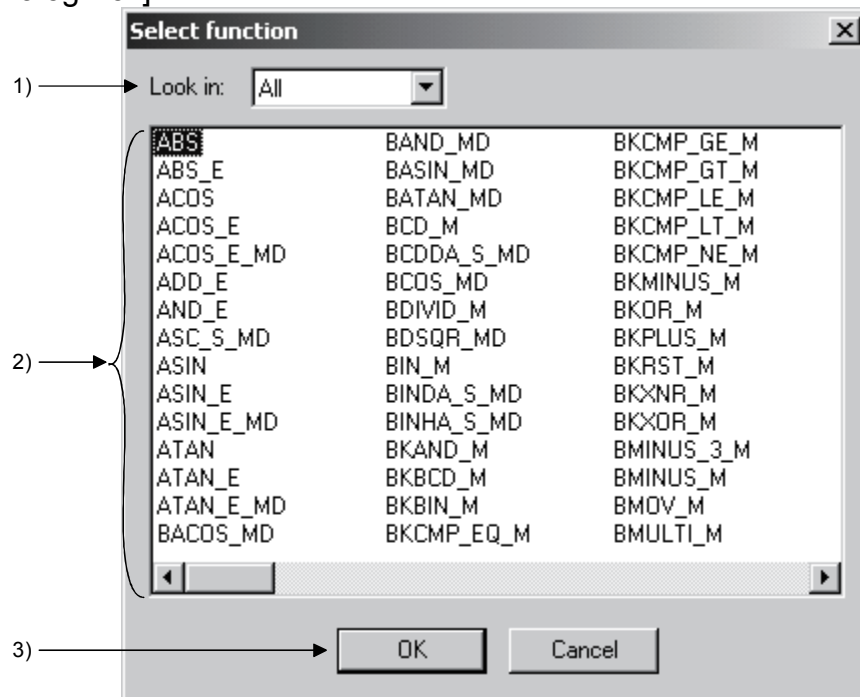 Select function
1) Look in: All
ABS BAND_MD BKCMP_GE_M
ABS_E BASIN_MD BKCMP_GT_M
ACOS BATAN_MD BKCMP_LE_M
ACOS_E BCD_M BKCMP_LT_M
ACOS_E_MD BCDDA_S_MD BKCMP_NE_M
ADD_E BCOS_MD BKMINUS_M
AND_E BDIVID_M BKOR_M
ASC_S_MD BDSQR_MD BKPLUS_M
2) ASIN BIN_M BKRST_M
ASIN_E BINDA_S_MD BKXNR_M
ASIN_E_MD BINHA_S_MD BKXOR_M
ATAN BKAND_M BMINUS_3_M
ATAN_E BKBCD_M BMINUS_M
ATAN_E_MD BKBIN_M BMOV_M
BACOS_MD BKCMP_EQ_M BMULTI_M
3) OK Cancel